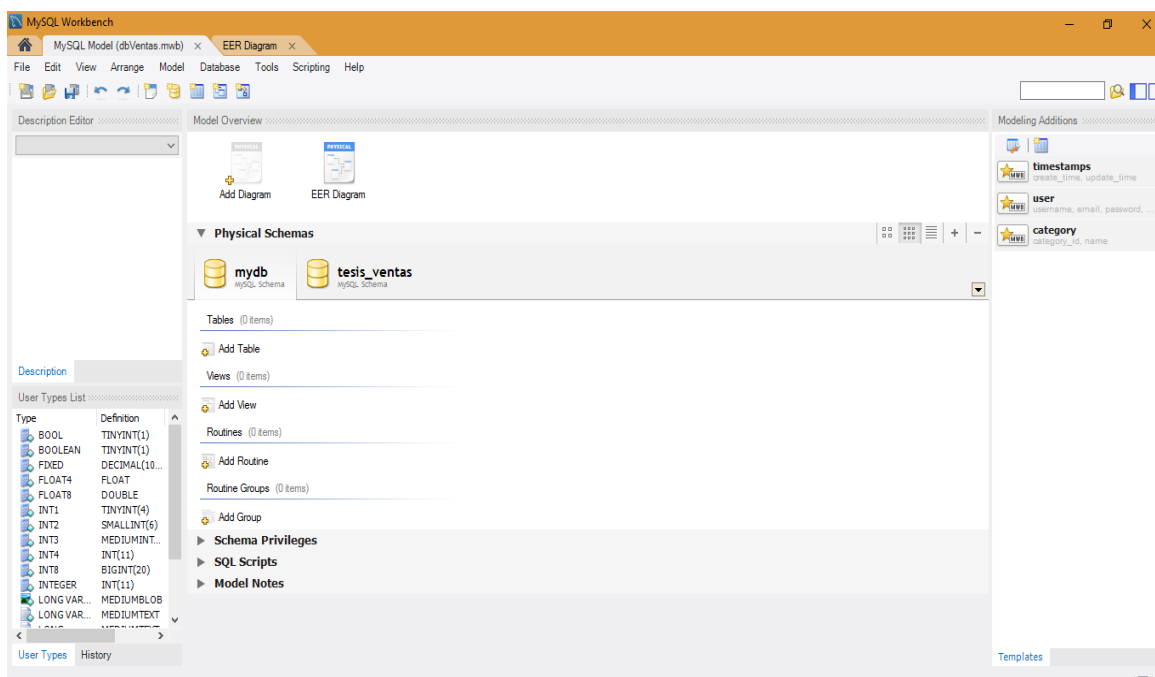 MySQL Workbench
MySQL Model (dbVentas.mwb) × EER Diagram ×
File Edit View Arrange Model Database Tools Scripting Help
Description Editor
Description
User Types List
Type Definition
BOOL TINYINT(1)
BOOLEAN TINYINT(1)
FIXED DECIMAL(10...
FLOAT4 FLOAT
FLOAT8 DOUBLE
INT1 TINYINT(4)
INT2 SMALLINT(6)
INT3 MEDIUMINT...
INT4 INT(11)
INT8 BIGINT(20)
INTEGER INT(11)
LONG VAR... MEDIUMBLOB
LONG VAR... MEDIUMTEXT
User Types History
Model Overview
PHYSICAL PHYSICAL
Add Diagram EER Diagram
Physical Schemas
mydb
MySQL Schema
tesis_ventas
MySQL Schema
Tables (0 items)
Add Table
Views (0 items)
Add View
Routines (0 items)
Add Routine
Routine Groups (0 items)
Add Group
Schema Privileges
SQL Scripts
Model Notes
Modeling Additions
timestamps
create_time, update_time
user
username, email, password, ...
category
category_id, name
Templates